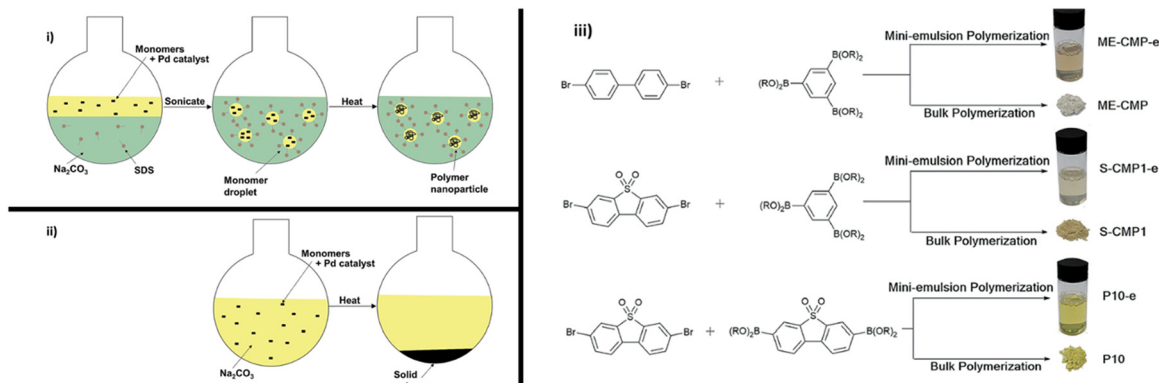 i)
Monomers
+ Pd catalyst
Sonicate
Heat
Na2CO3
SDS
Monomer
droplet
Polymer
nanoparticle
ii)
Monomers
+ Pd catalyst
Heat
Na2CO3
Solid
iii)
Br
Br
+
B(OR)2
(RO)2B
B(OR)2
Mini-emulsion Polymerization
ME-CMP-e
Bulk Polymerization
ME-CMP
O
O
S
Br
Br
+
B(OR)2
(RO)2B
B(OR)2
Mini-emulsion Polymerization
S-CMP1-e
Bulk Polymerization
S-CMP1
O
O
S
Br
Br
+
O
O
S
(RO)2B
B(OR)2
Mini-emulsion Polymerization
P10-e
Bulk Polymerization
P10